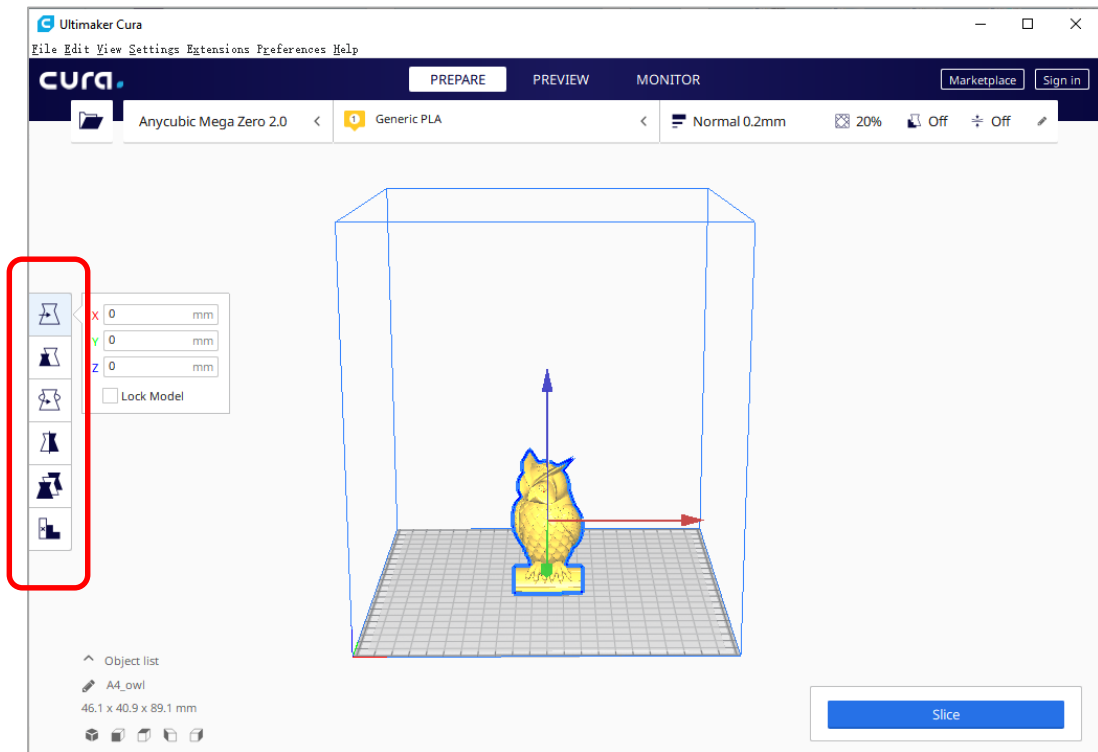 Ultimaker Cura
File Edit View Settings Extensions Preferences Help
cura.
PREPARE PREVIEW MONITOR
Marketplace Sign in
Anycubic Mega Zero 2.0 1 Generic PLA Normal 0.2mm 20% Off Off
X 0 mm
Y 0 mm
Z 0 mm
Lock Model
Object list
A4_owl
46.1 x 40.9 x 89.1 mm
Slice